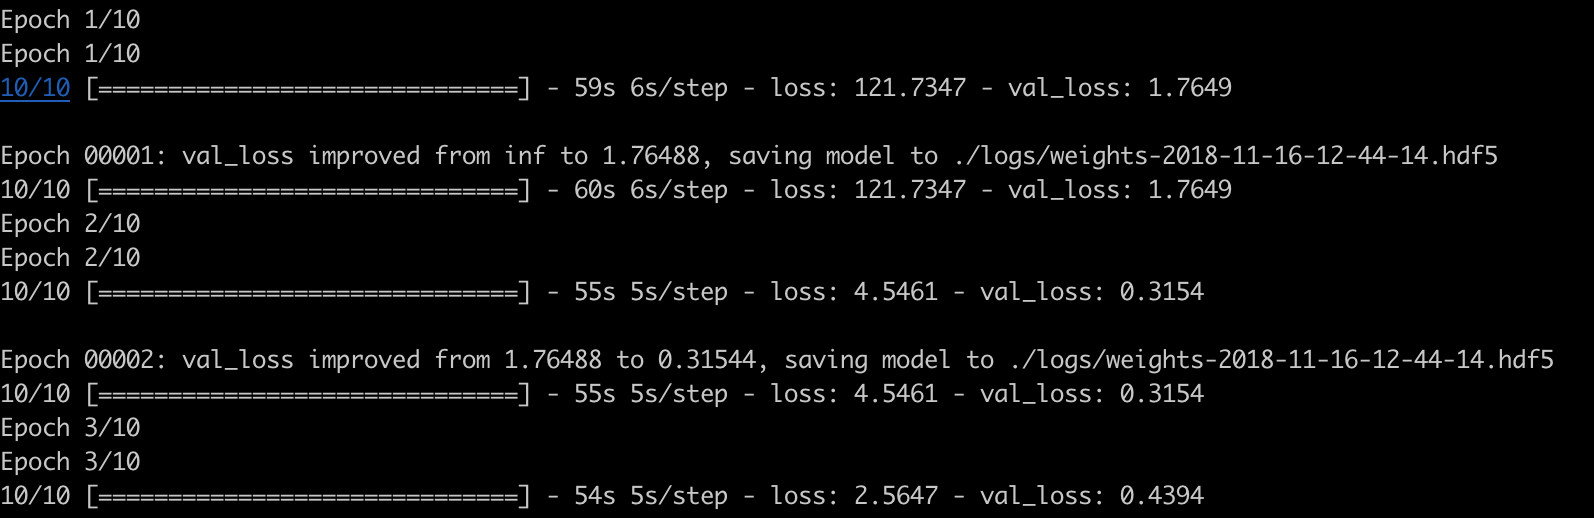 Epoch 1/10
Epoch 1/10
10/10 [==============================] - 59s 6s/step - loss: 121.7347 - val_loss: 1.7649
Epoch 00001: val_loss improved from inf to 1.76488, saving model to ./logs/weights-2018-11-16-12-44-14.hdf5
10/10 [==============================] - 60s 6s/step - loss: 121.7347 - val_loss: 1.7649
Epoch 2/10
Epoch 2/10
10/10 [==============================] - 55s 5s/step - loss: 4.5461 - val_loss: 0.3154
Epoch 00002: val_loss improved from 1.76488 to 0.31544, saving model to ./logs/weights-2018-11-16-12-44-14.hdf5
10/10 [==============================] - 55s 5s/step - loss: 4.5461 - val_loss: 0.3154
Epoch 3/10
Epoch 3/10
10/10 [==============================] - 54s 5s/step - loss: 2.5647 - val_loss: 0.4394